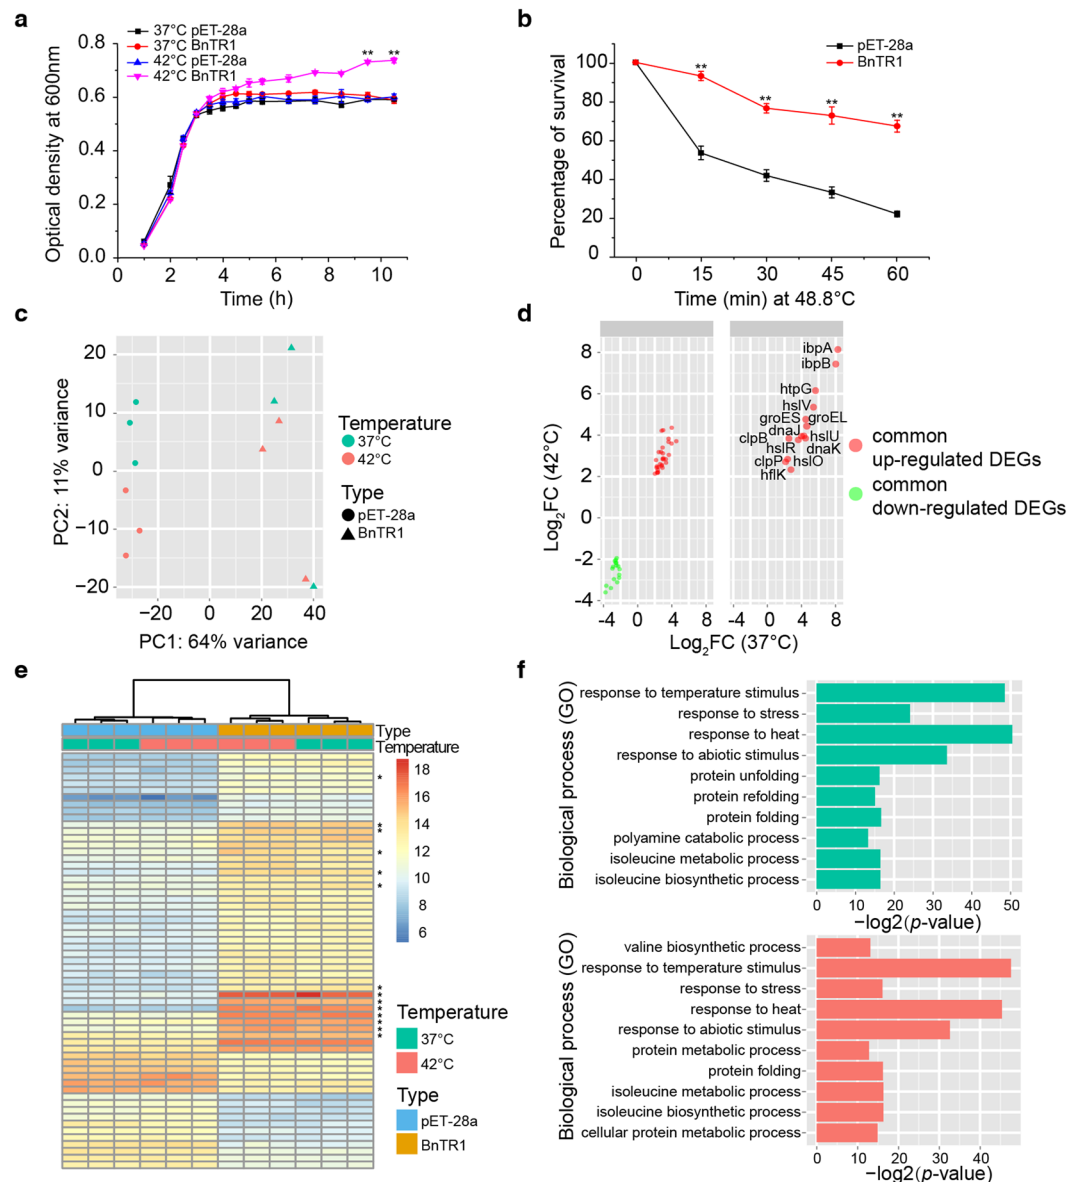 a
37°C pET-28a
37°C BnTR1
42°C pET-28a
42°C BnTR1
** **
0.8
0.6
0.4
0.2
0.0
0 2 4 6 8 10
Optical density at 600nm
Time (h)
b
pET-28a
BnTR1
** ** ** **
100
80
60
40
20
0
0 15 30 45 60
Percentage of survival
Time (min) at 48.8°C
c
20
10
0
−10
−20
−20 0 20 40
PC2: 11% variance
PC1: 64% variance
Temperature
37°C
42°C
Type
pET-28a
BnTR1
d
8
6
4
2
0
-2
-4
-4 0 4 8 -4 0 4 8
Log2FC (42°C)
Log2FC (37°C)
ibpA
ibpB
htpG
hslV
groES groEL
dnaJ
clpB hslU
hslR dnaK
clpP hslO
hflK
common
up-regulated DEGs
common
down-regulated DEGs
e
Type
Temperature
18
16
14
12
10
8
6
*
*
*
*
*
*
*
*
*
*
*
*
*
*
Temperature
37°C
42°C
Type
pET-28a
BnTR1
f
Biological process (GO)
response to temperature stimulus
response to stress
response to heat
response to abiotic stimulus
protein unfolding
protein refolding
protein folding
polyamine catabolic process
isoleucine metabolic process
isoleucine biosynthetic process
0 10 20 30 40 50
−log2(p-value)
Biological process (GO)
valine biosynthetic process
response to temperature stimulus
response to stress
response to heat
response to abiotic stimulus
protein metabolic process
protein folding
isoleucine metabolic process
isoleucine biosynthetic process
cellular protein metabolic process
0 10 20 30 40
−log2(p-value)